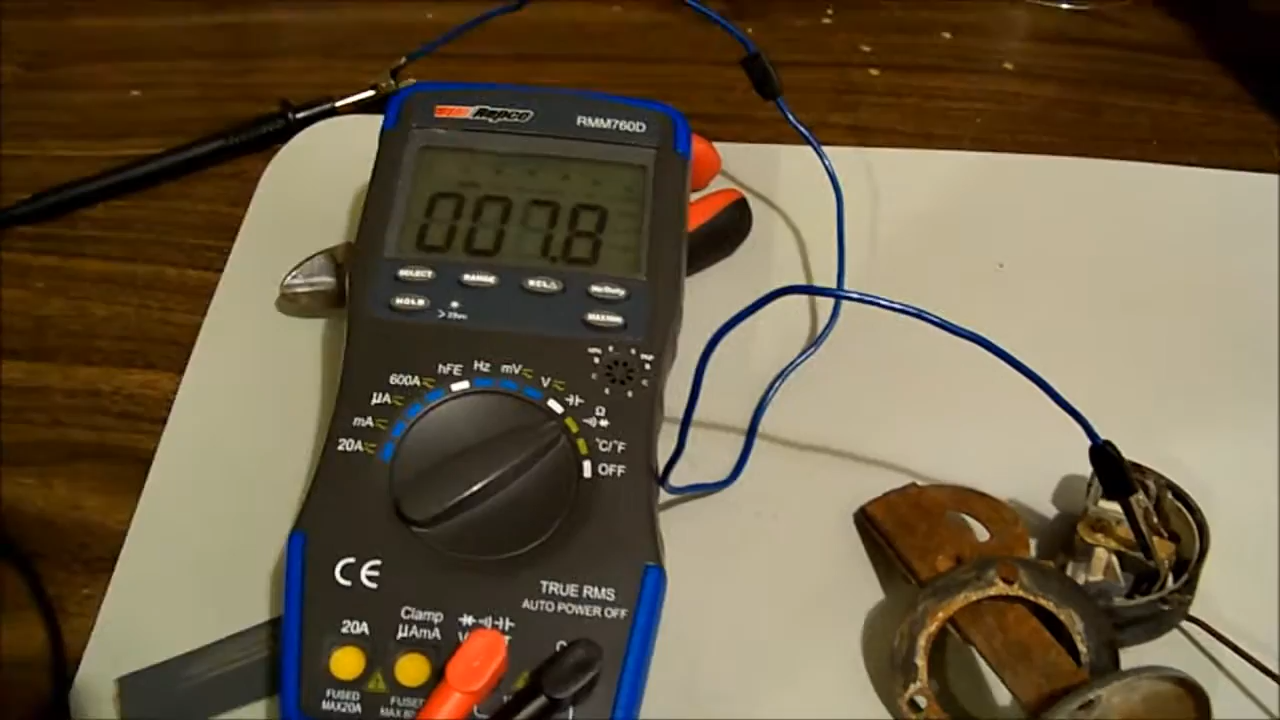 Repco
RMM760D
007.8
SELECT
RANGE
REL△
Hz/Duty
HOLD
MAX/MIN
hFE
Hz
mV
V
600A
μA
Ω
mA
°C/°F
20A
OFF
CE
TRUE RMS
AUTO POWER OFF
Clamp
20A
μAmA
FUSED
MAX20A
FUSED